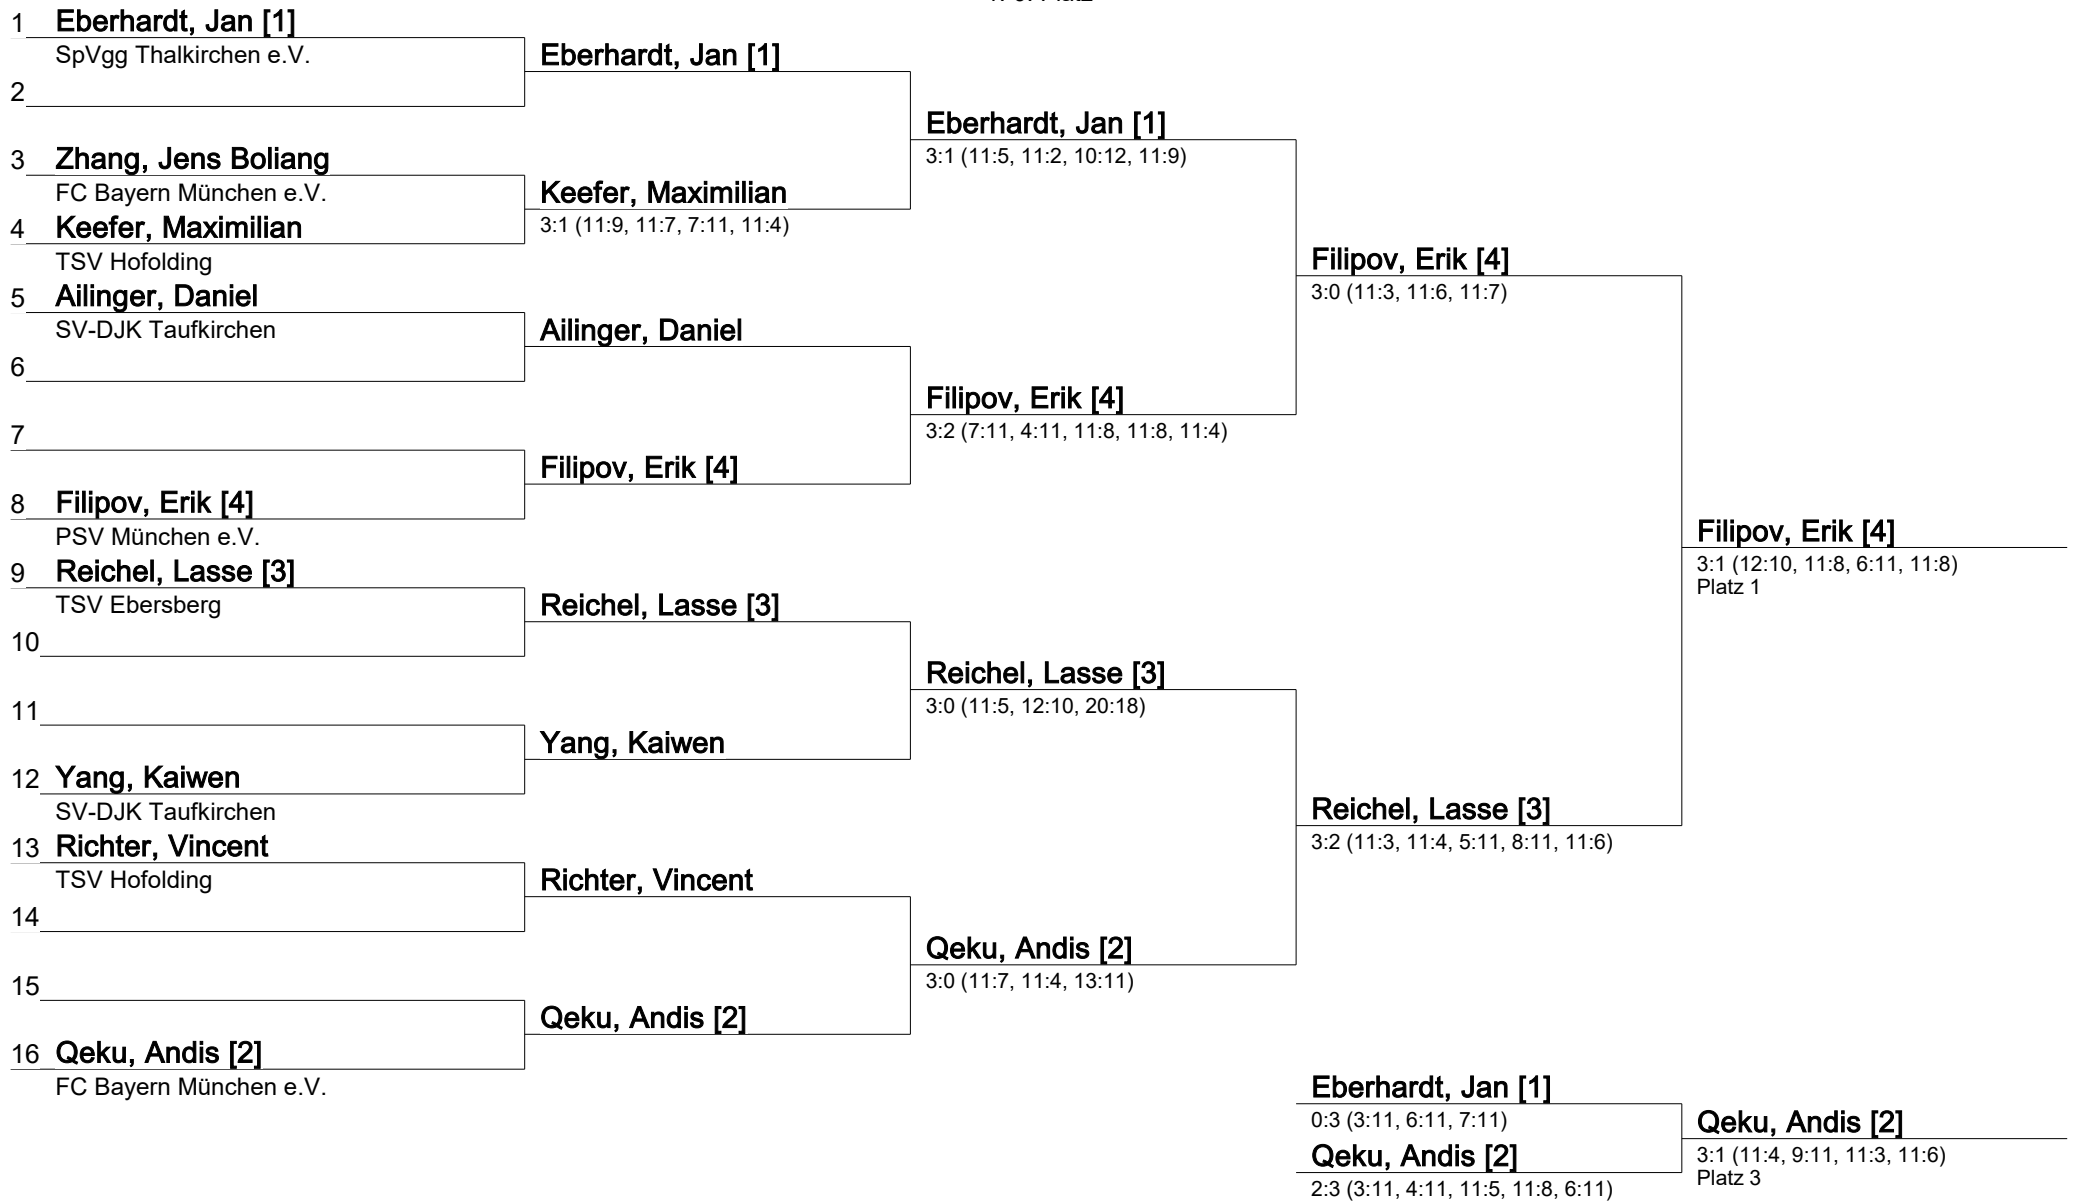 1 Eberhardt, Jan [1]
SpVgg Thalkirchen e.V.
2
3 Zhang, Jens Boliang
FC Bayern München e.V.
4 Keefer, Maximilian
TSV Hofolding
5 Ailinger, Daniel
SV-DJK Taufkirchen
6
7
8 Filipov, Erik [4]
PSV München e.V.
9 Reichel, Lasse [3]
TSV Ebersberg
10
11
12 Yang, Kaiwen
SV-DJK Taufkirchen
13 Richter, Vincent
TSV Hofolding
14
15
16 Qeku, Andis [2]
FC Bayern München e.V.
Eberhardt, Jan [1]
Keefer, Maximilian
3:1 (11:9, 11:7, 7:11, 11:4)
Ailinger, Daniel
Filipov, Erik [4]
Reichel, Lasse [3]
Yang, Kaiwen
Richter, Vincent
Qeku, Andis [2]
Eberhardt, Jan [1]
3:1 (11:5, 11:2, 10:12, 11:9)
Filipov, Erik [4]
3:2 (7:11, 4:11, 11:8, 11:8, 11:4)
Reichel, Lasse [3]
3:0 (11:5, 12:10, 20:18)
Qeku, Andis [2]
3:0 (11:7, 11:4, 13:11)
Filipov, Erik [4]
3:0 (11:3, 11:6, 11:7)
Reichel, Lasse [3]
3:2 (11:3, 11:4, 5:11, 8:11, 11:6)
Filipov, Erik [4]
3:1 (12:10, 11:8, 6:11, 11:8)
Platz 1
Eberhardt, Jan [1]
0:3 (3:11, 6:11, 7:11)
Qeku, Andis [2]
2:3 (3:11, 4:11, 11:5, 11:8, 6:11)
Qeku, Andis [2]
3:1 (11:4, 9:11, 11:3, 11:6)
Platz 3